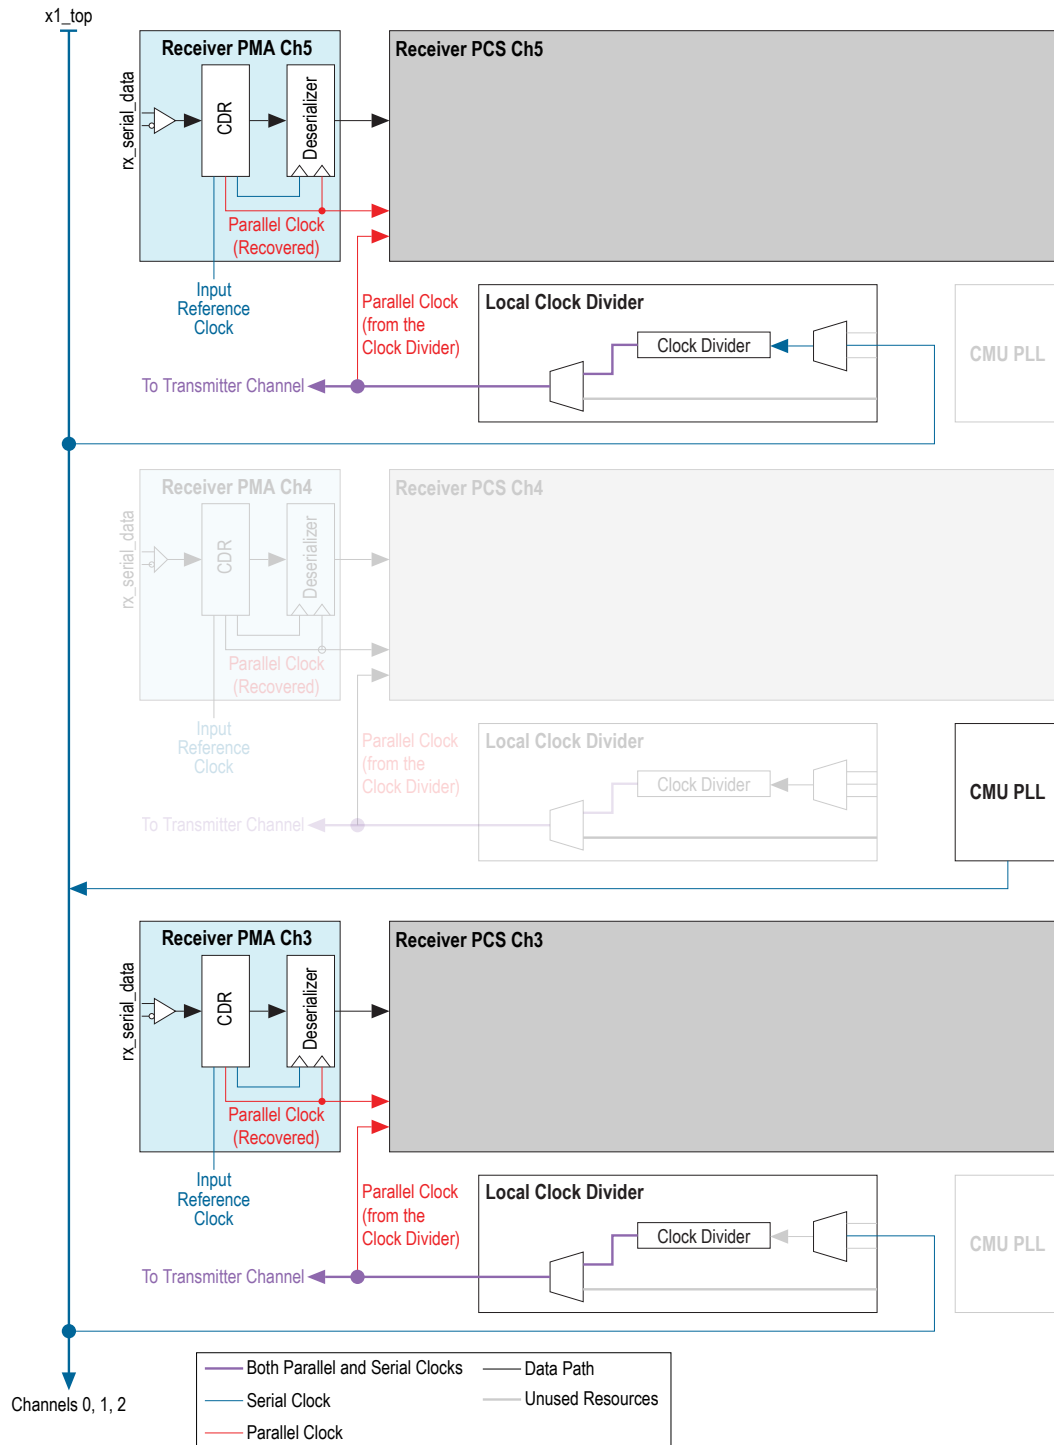 x1_top
Receiver PMA Ch5
Receiver PCS Ch5
rx_serial_data
CDR
Deserializer
Parallel Clock
(Recovered)
Input
Reference
Clock
Parallel Clock
(from the
Clock Divider)
Local Clock Divider
Clock Divider
CMU PLL
To Transmitter Channel
Receiver PMA Ch4
Receiver PCS Ch4
rx_serial_data
CDR
Deserializer
Parallel Clock
(Recovered)
Input
Reference
Clock
Parallel Clock
(from the
Clock Divider)
Local Clock Divider
Clock Divider
CMU PLL
To Transmitter Channel
Receiver PMA Ch3
Receiver PCS Ch3
rx_serial_data
CDR
Deserializer
Parallel Clock
(Recovered)
Input
Reference
Clock
Parallel Clock
(from the
Clock Divider)
Local Clock Divider
Clock Divider
CMU PLL
To Transmitter Channel
Channels 0, 1, 2
Both Parallel and Serial Clocks
Data Path
Serial Clock
Unused Resources
Parallel Clock